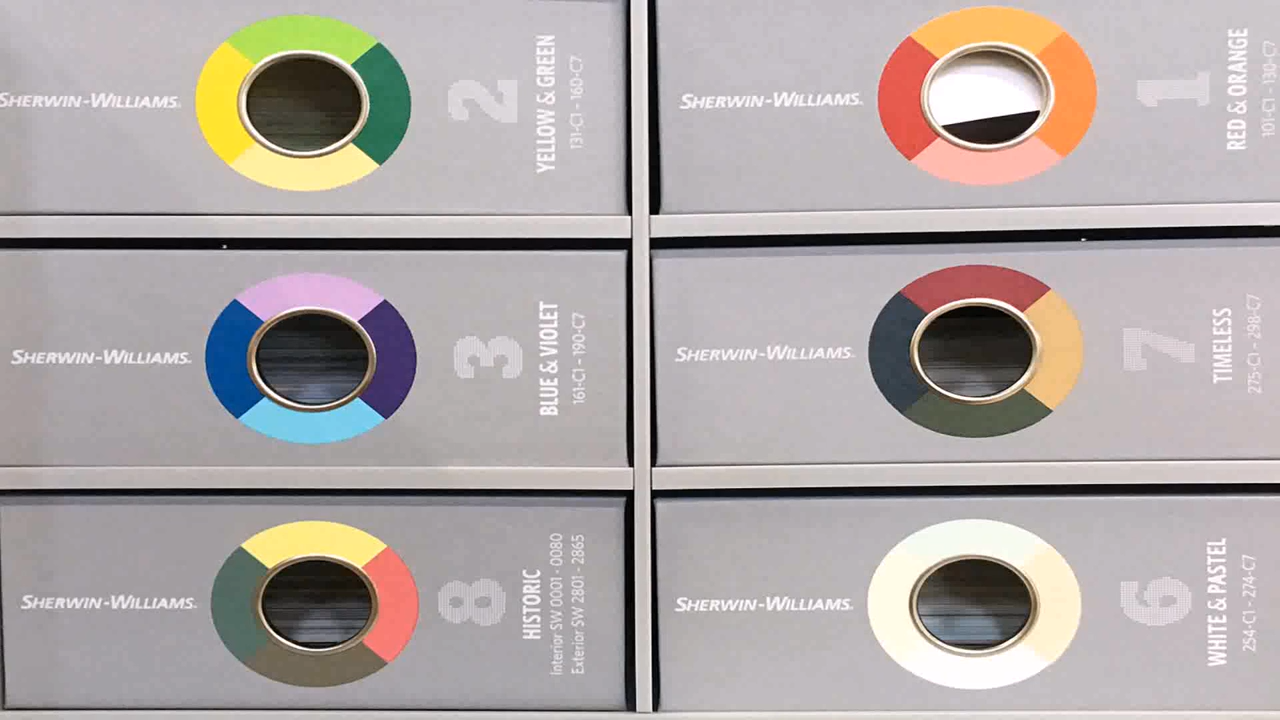 SHERWIN-WILLIAMS.
2
YELLOW & GREEN
131-C1 - 160-C7
SHERWIN-WILLIAMS.
1
RED & ORANGE
101-C1 - 130-C7
SHERWIN-WILLIAMS.
3
BLUE & VIOLET
161-C1 - 190-C7
SHERWIN-WILLIAMS.
7
TIMELESS
275-C1 - 298-C7
SHERWIN-WILLIAMS.
8
HISTORIC
Interior SW 0001 - 0080
Exterior SW 2801 - 2865
SHERWIN-WILLIAMS.
6
WHITE & PASTEL
254-C1 - 274-C7